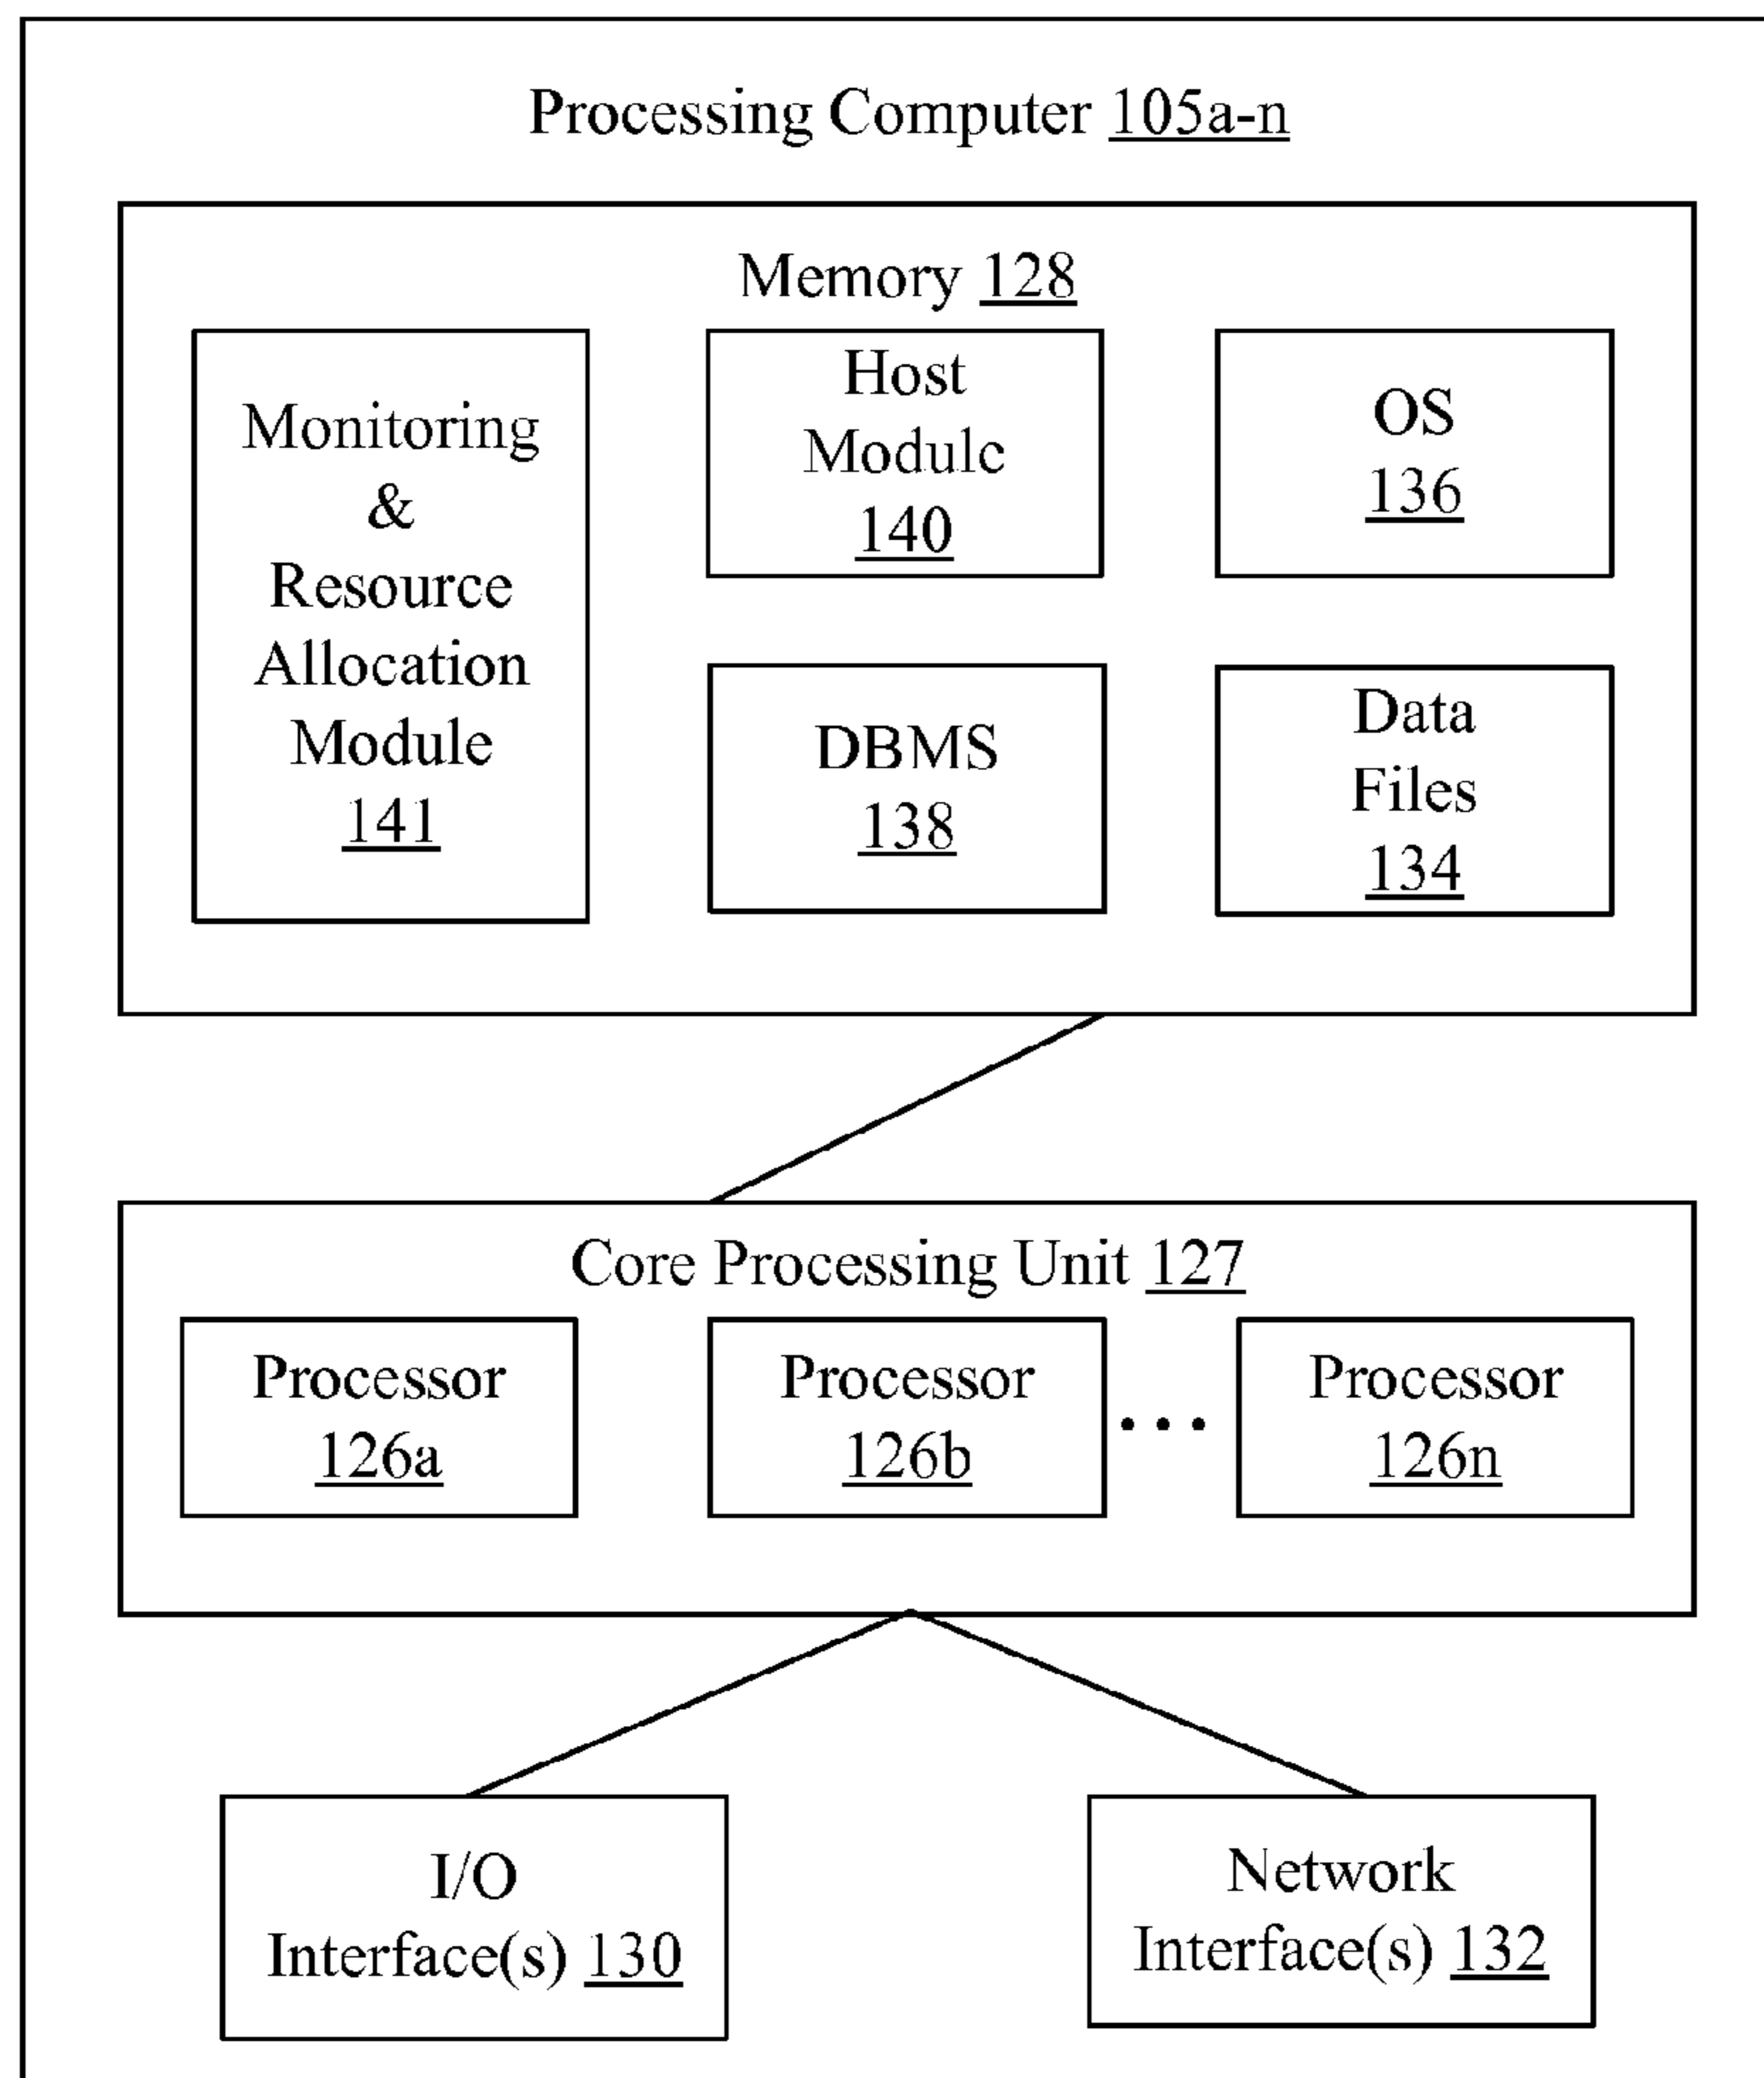 Processing Computer 105a-n
Memory 128
Monitoring
&
Resource
Allocation
Module
141
Host
Module
140
OS
136
DBMS
138
Data
Files
134
Core Processing Unit 127
Processor
126a
Processor
126b
...
Processor
126n
I/O
Interface(s) 130
Network
Interface(s) 132